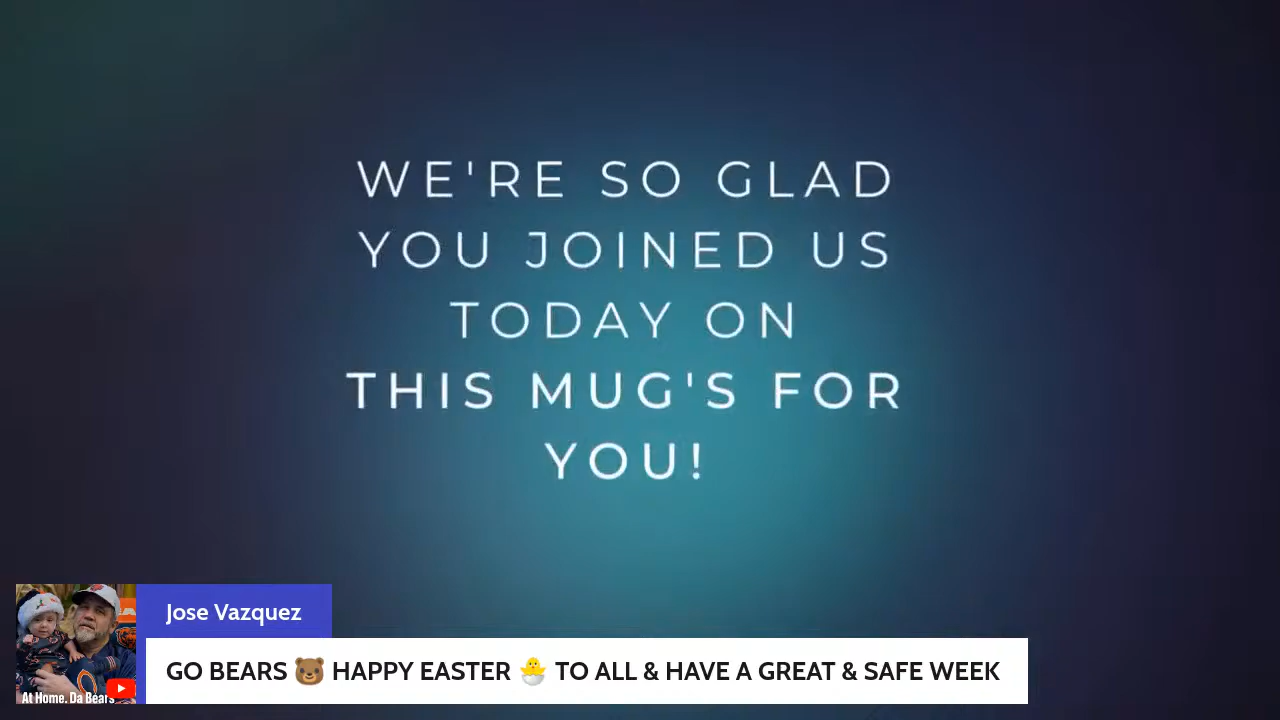 WE'RE SO GLAD
YOU JOINED US
TODAY ON
THIS MUG'S FOR
YOU!
Jose Vazquez
GO BEARS 🐻 HAPPY EASTER 🐣 TO ALL & HAVE A GREAT & SAFE WEEK
At Home. Da Bears